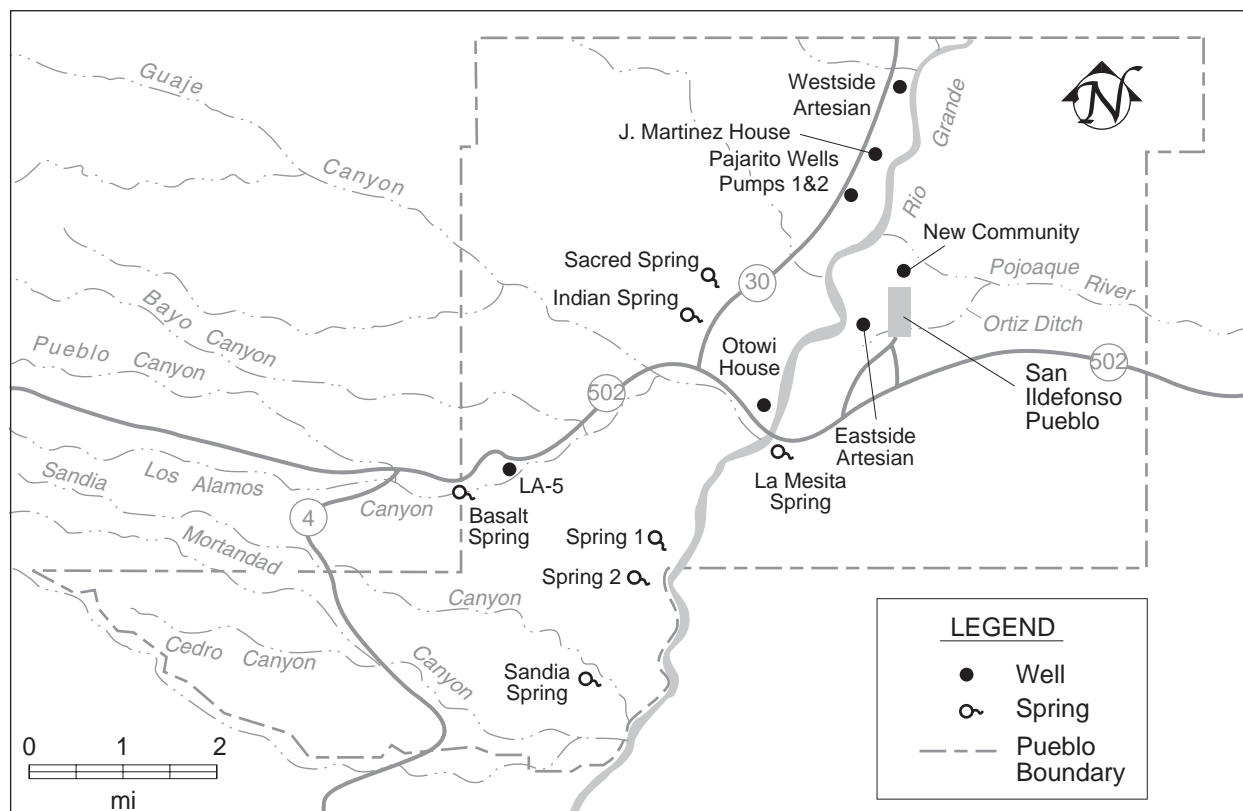 Guaje
Canyon
Westside
Artesian
N
J. Martinez House
Pajarito Wells
Pumps 1&2
Rio
Grande
New Community
Sacred Spring
30
Indian Spring
Pojoaque
River
Ortiz Ditch
Bayo Canyon
Pueblo Canyon
Otowi
House
502
502
San
Ildefonso
Pueblo
Eastside
Artesian
Sandia
Los Alamos
Canyon
LA-5
La Mesita
Spring
4
Basalt
Spring
Mortandad
Spring 1
Spring 2
Canyon
Cedro Canyon
Canyon
Sandia
Spring
LEGEND
Well
Spring
Pueblo
Boundary
0 1 2
mi